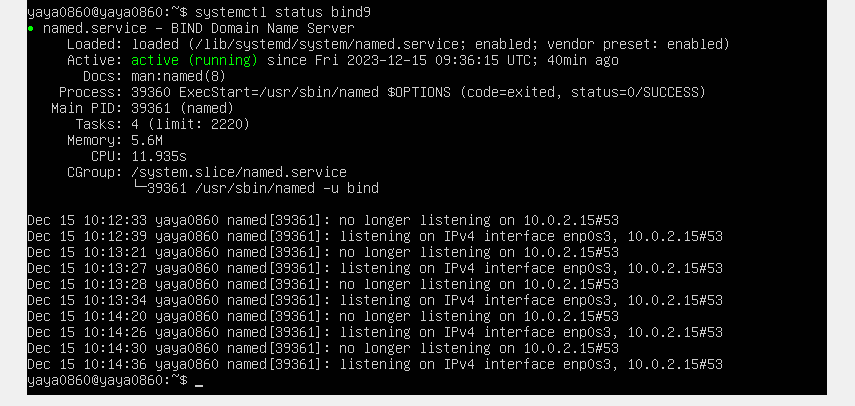 yaya0860@yaya0860:~$ systemctl status bind9
● named.service - BIND Domain Name Server
Loaded: loaded (/lib/systemd/system/named.service; enabled; vendor preset: enabled)
Active: active (running) since Fri 2023-12-15 09:36:15 UTC; 40min ago
Docs: man:named(8)
Process: 39360 ExecStart=/usr/sbin/named $OPTIONS (code=exited, status=0/SUCCESS)
Main PID: 39361 (named)
Tasks: 4 (limit: 2220)
Memory: 5.6M
CPU: 11.935s
CGroup: /system.slice/named.service
└─39361 /usr/sbin/named -u bind
Dec 15 10:12:33 yaya0860 named[39361]: no longer listening on 10.0.2.15#53
Dec 15 10:12:39 yaya0860 named[39361]: listening on IPv4 interface enp0s3, 10.0.2.15#53
Dec 15 10:13:21 yaya0860 named[39361]: no longer listening on 10.0.2.15#53
Dec 15 10:13:27 yaya0860 named[39361]: listening on IPv4 interface enp0s3, 10.0.2.15#53
Dec 15 10:13:28 yaya0860 named[39361]: no longer listening on 10.0.2.15#53
Dec 15 10:13:34 yaya0860 named[39361]: listening on IPv4 interface enp0s3, 10.0.2.15#53
Dec 15 10:14:20 yaya0860 named[39361]: no longer listening on 10.0.2.15#53
Dec 15 10:14:26 yaya0860 named[39361]: listening on IPv4 interface enp0s3, 10.0.2.15#53
Dec 15 10:14:30 yaya0860 named[39361]: no longer listening on 10.0.2.15#53
Dec 15 10:14:36 yaya0860 named[39361]: listening on IPv4 interface enp0s3, 10.0.2.15#53
yaya0860@yaya0860:~$ _